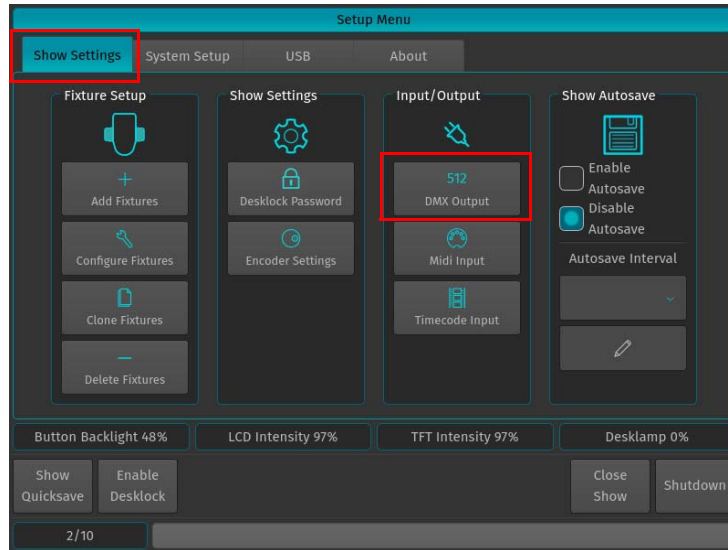 Setup Menu
Show Settings
System Setup
USB
About
Fixture Setup
Add Fixtures
Configure Fixtures
Clone Fixtures
Delete Fixtures
Show Settings
Desklock Password
Encoder Settings
Input/Output
512
DMX Output
Midi Input
Timecode Input
Show Autosave
Enable
Autosave
Disable
Autosave
Autosave Interval
Button Backlight 48%
LCD Intensity 97%
TFT Intensity 97%
Desklamp 0%
Show
Quicksave
Enable
Desklock
Close
Show
Shutdown
2/10